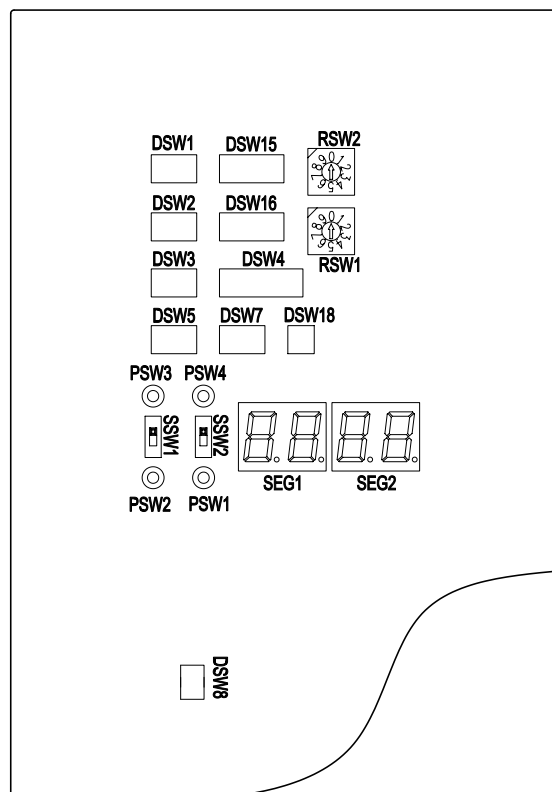 DSW1 DSW15 RSW2
DSW2 DSW16
DSW3 DSW4 RSW1
DSW5 DSW7 DSW18
PSW3 PSW4
SSW1 SSW2
PSW2 PSW1 SEG1 SEG2
DSW8